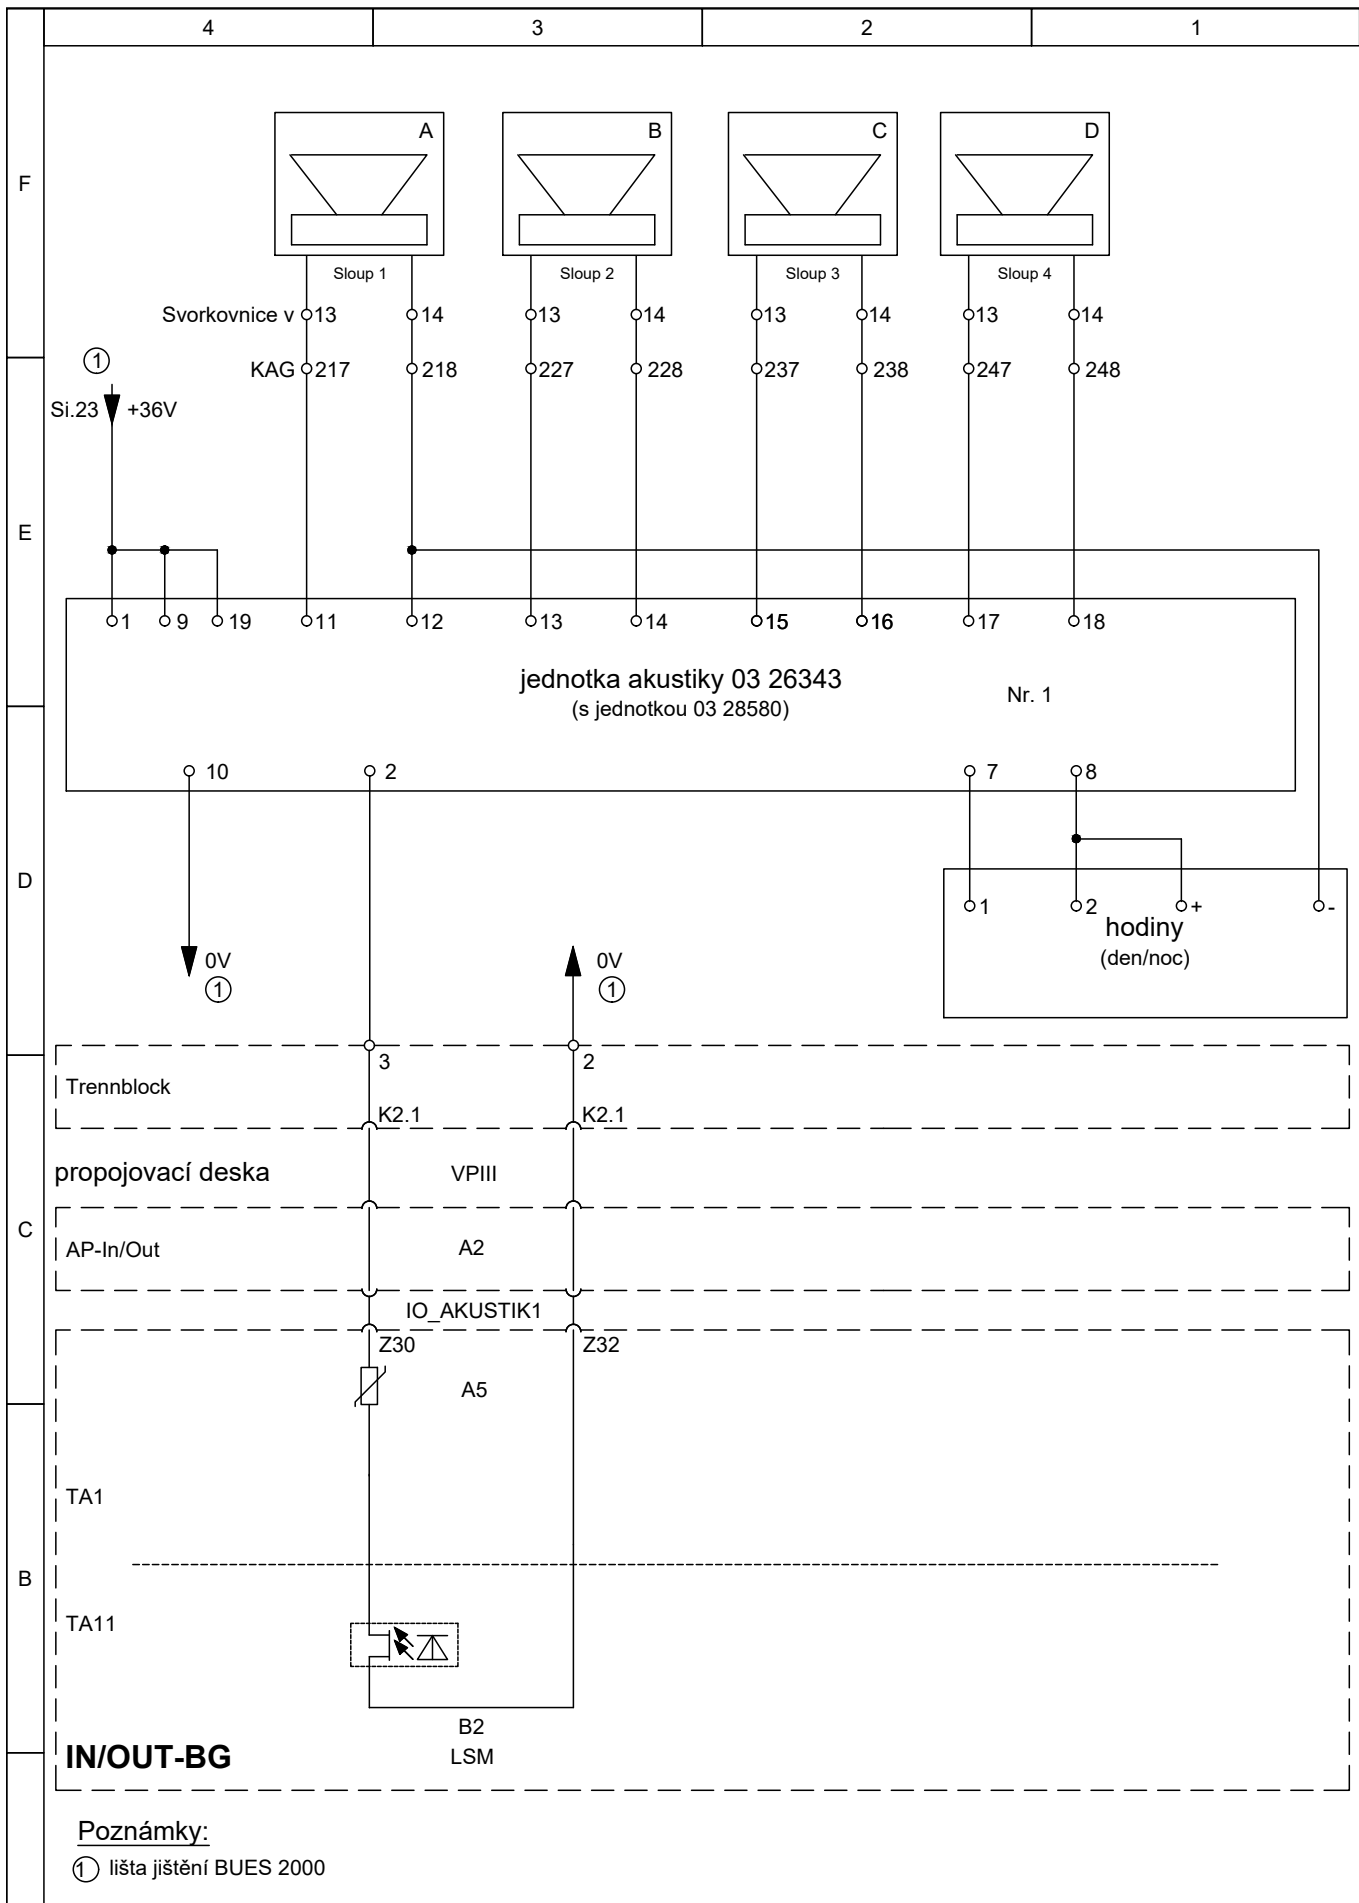 4 3 2 1
A B C D
F
Sloup 1 Sloup 2 Sloup 3 Sloup 4
Svorkovnice v 13 14 13 14 13 14 13 14
1
KAG 217 218 227 228 237 238 247 248
Si.23 +36V
E
1 9 19 11 12 13 14 15 16 17 18
jednotka akustiky 03 26343
(s jednotkou 03 28580)
Nr. 1
10 2 7 8
D
1 2 + -
hodiny
(den/noc)
0V 0V
1 1
3 2
Trennblock
K2.1 K2.1
propojovací deska VPIII
C
AP-In/Out A2
IO_AKUSTIK1
Z30 Z32
A5
TA1
B
TA11
B2
IN/OUT-BG LSM
Poznámky:
1 lišta jištění BUES 2000